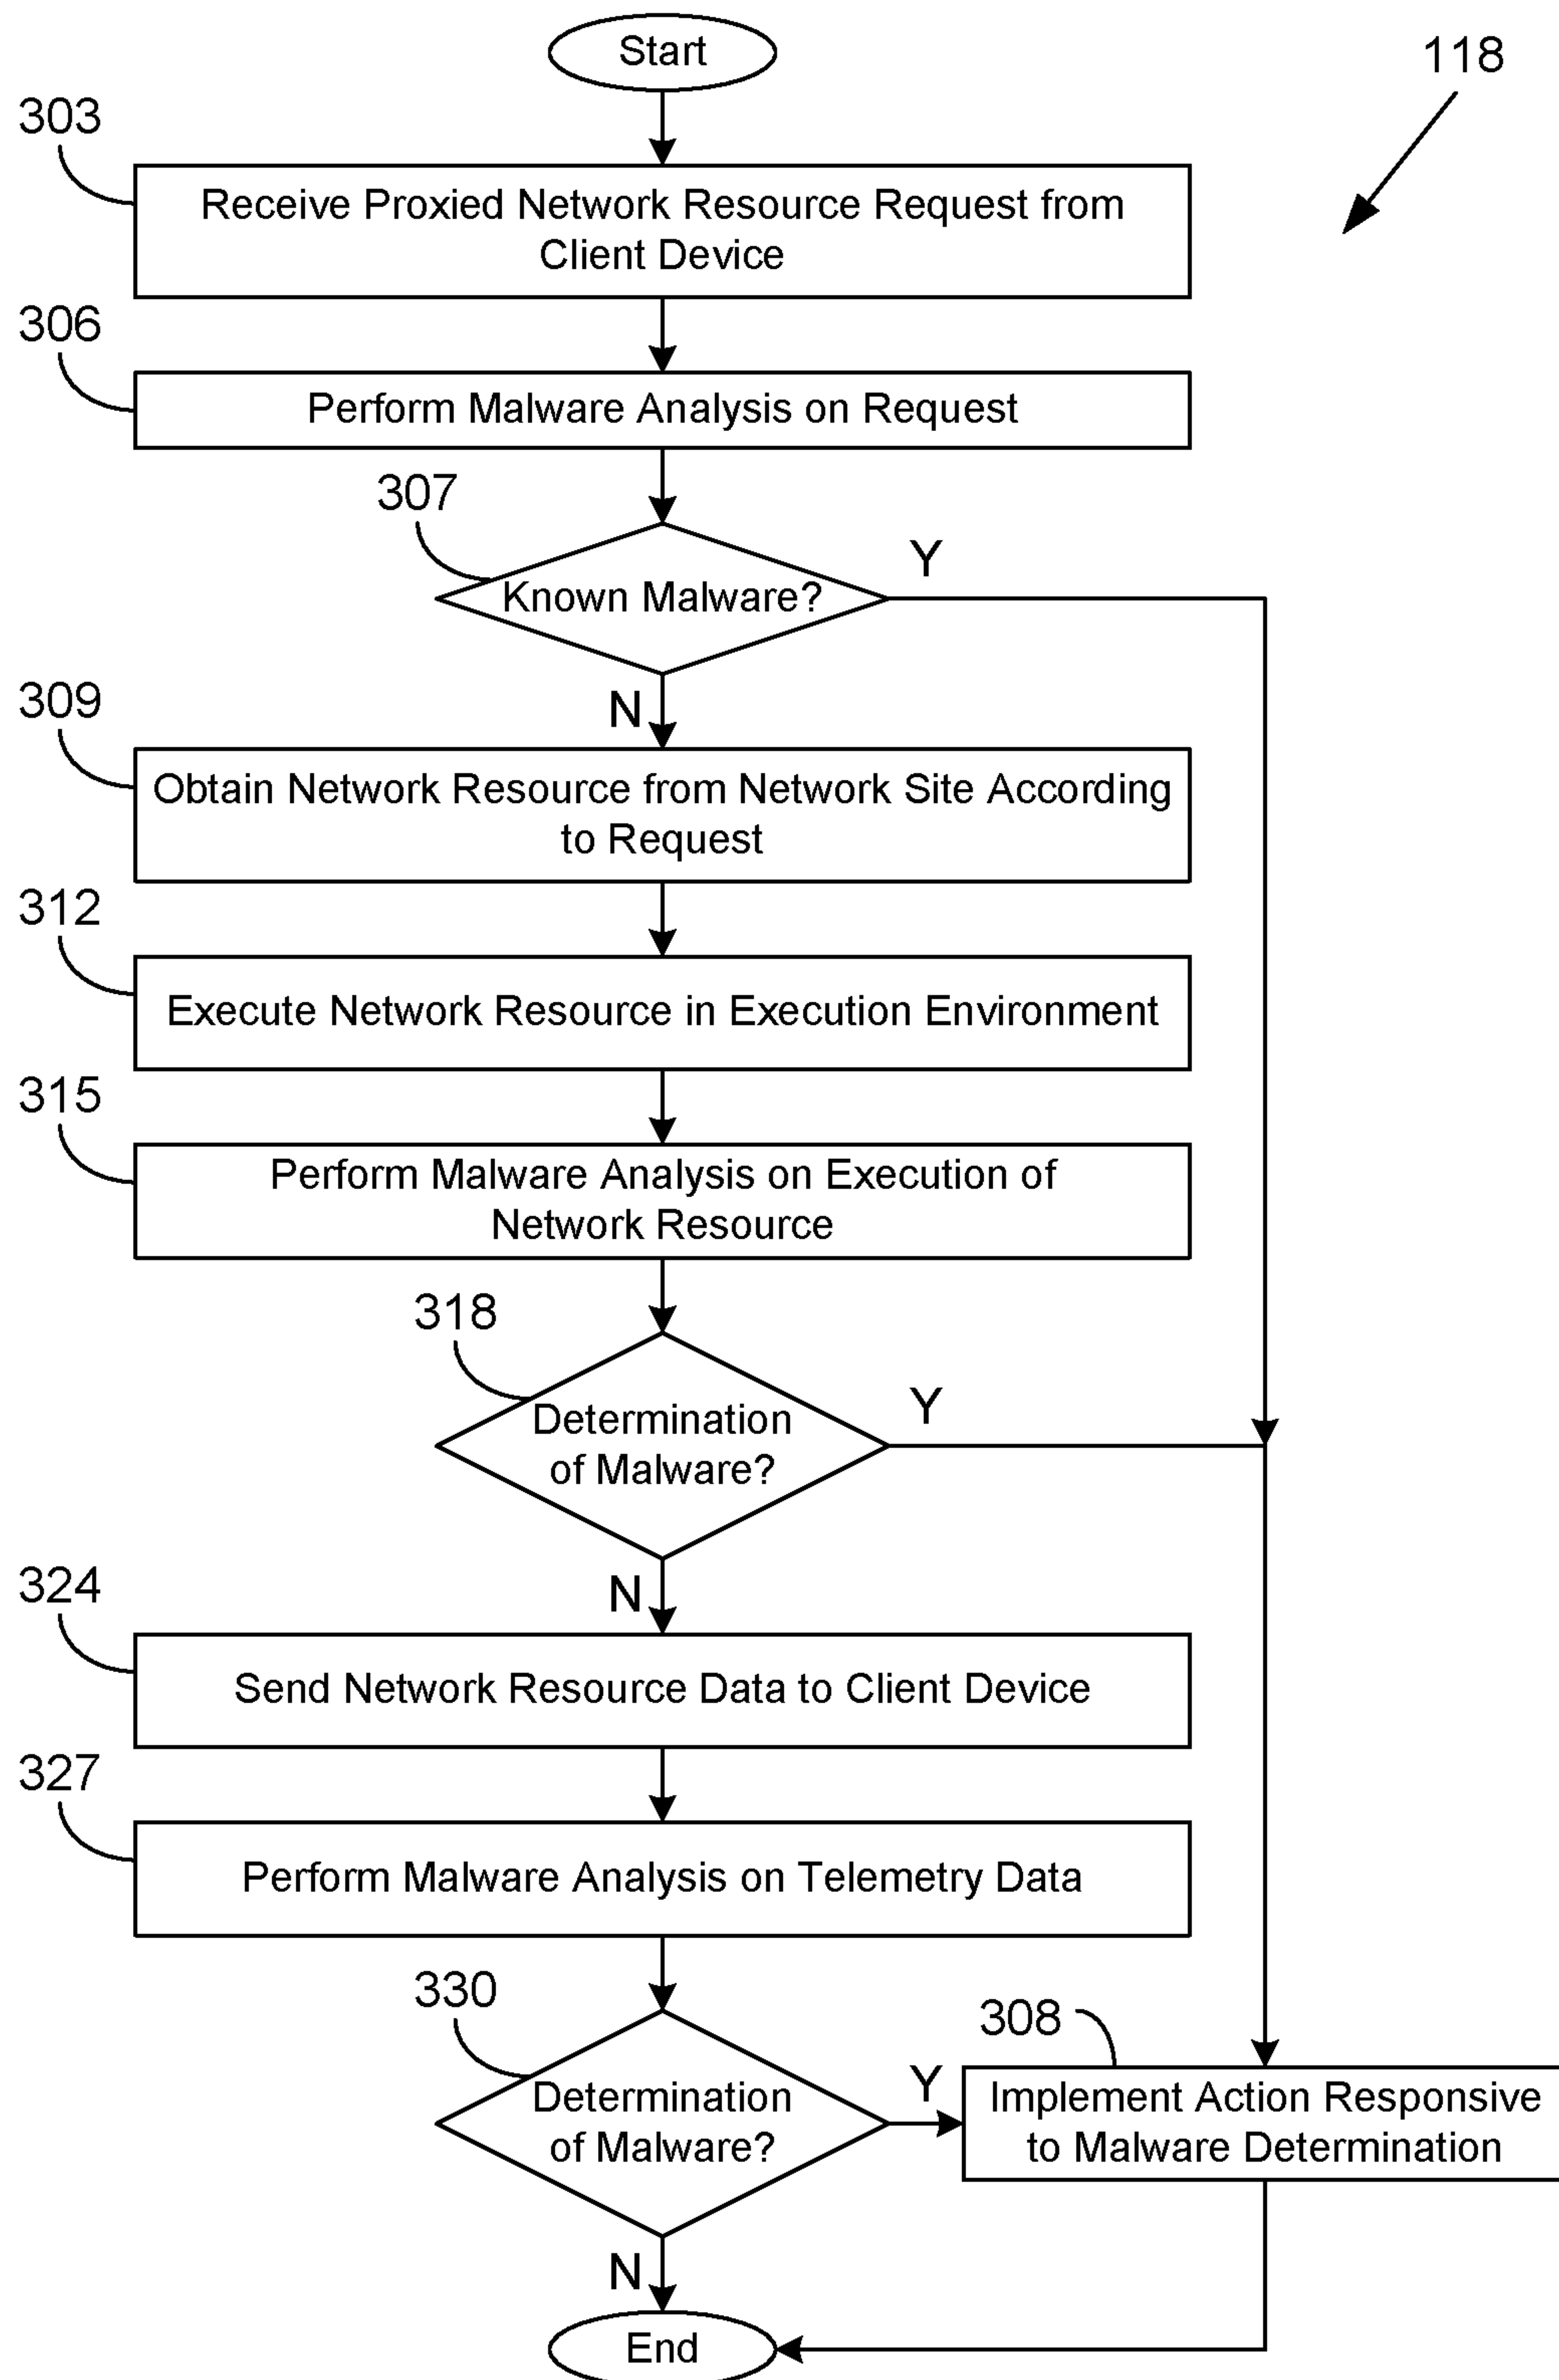 Start
118
303
Receive Proxied Network Resource Request from
Client Device
306
Perform Malware Analysis on Request
307
Known Malware?
Y
N
309
Obtain Network Resource from Network Site According
to Request
312
Execute Network Resource in Execution Environment
315
Perform Malware Analysis on Execution of
Network Resource
318
Determination
of Malware?
Y
N
324
Send Network Resource Data to Client Device
327
Perform Malware Analysis on Telemetry Data
330
Determination
of Malware?
Y
308
Implement Action Responsive
to Malware Determination
N
End